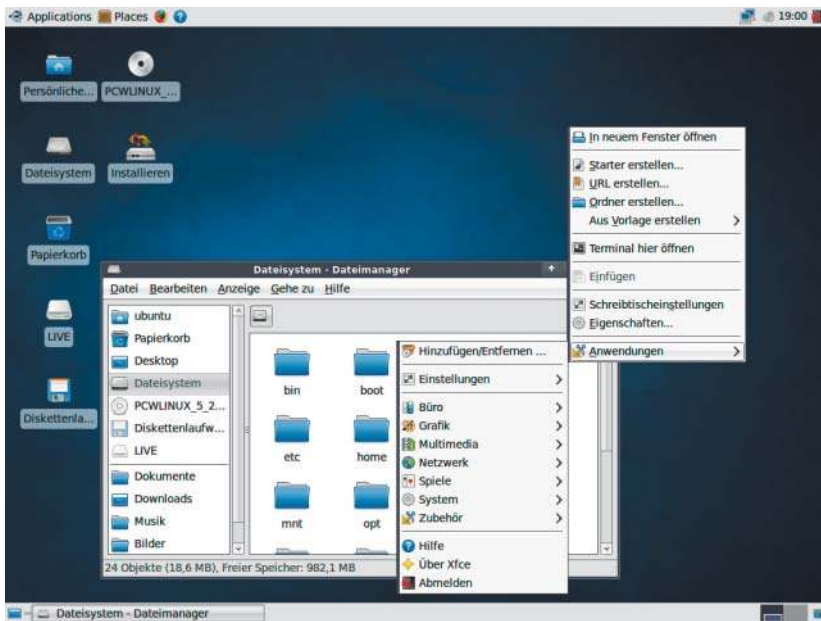 Applications Places 19:00
Persönliche... PCWLINUX_...
Dateisystem Installieren
Papierkorb
LIVE
Diskettenla...
In neuem Fenster öffnen
Starter erstellen...
URL erstellen...
Ordner erstellen...
Aus Vorlage erstellen
Terminal hier öffnen
Einfügen
Schreibtischeinstellungen
Eigenschaften...
Anwendungen
Dateisystem - Dateimanager
Datei Bearbeiten Anzeige Gehe zu Hilfe
ubuntu
Papierkorb
Desktop
Dateisystem
PCWLINUX_5_2...
Diskettenlaufw...
LIVE
Dokumente
Downloads
Musik
Bilder
bin boot
etc home
mnt opt
Hinzufügen/Entfernen ...
Einstellungen
Büro
Grafik
Multimedia
Netzwerk
Spiele
System
Zubehör
Hilfe
Über Xfce
Abmelden
24 Objekte (18,6 MB), Freier Speicher: 982,1 MB
Dateisystem - Dateimanager